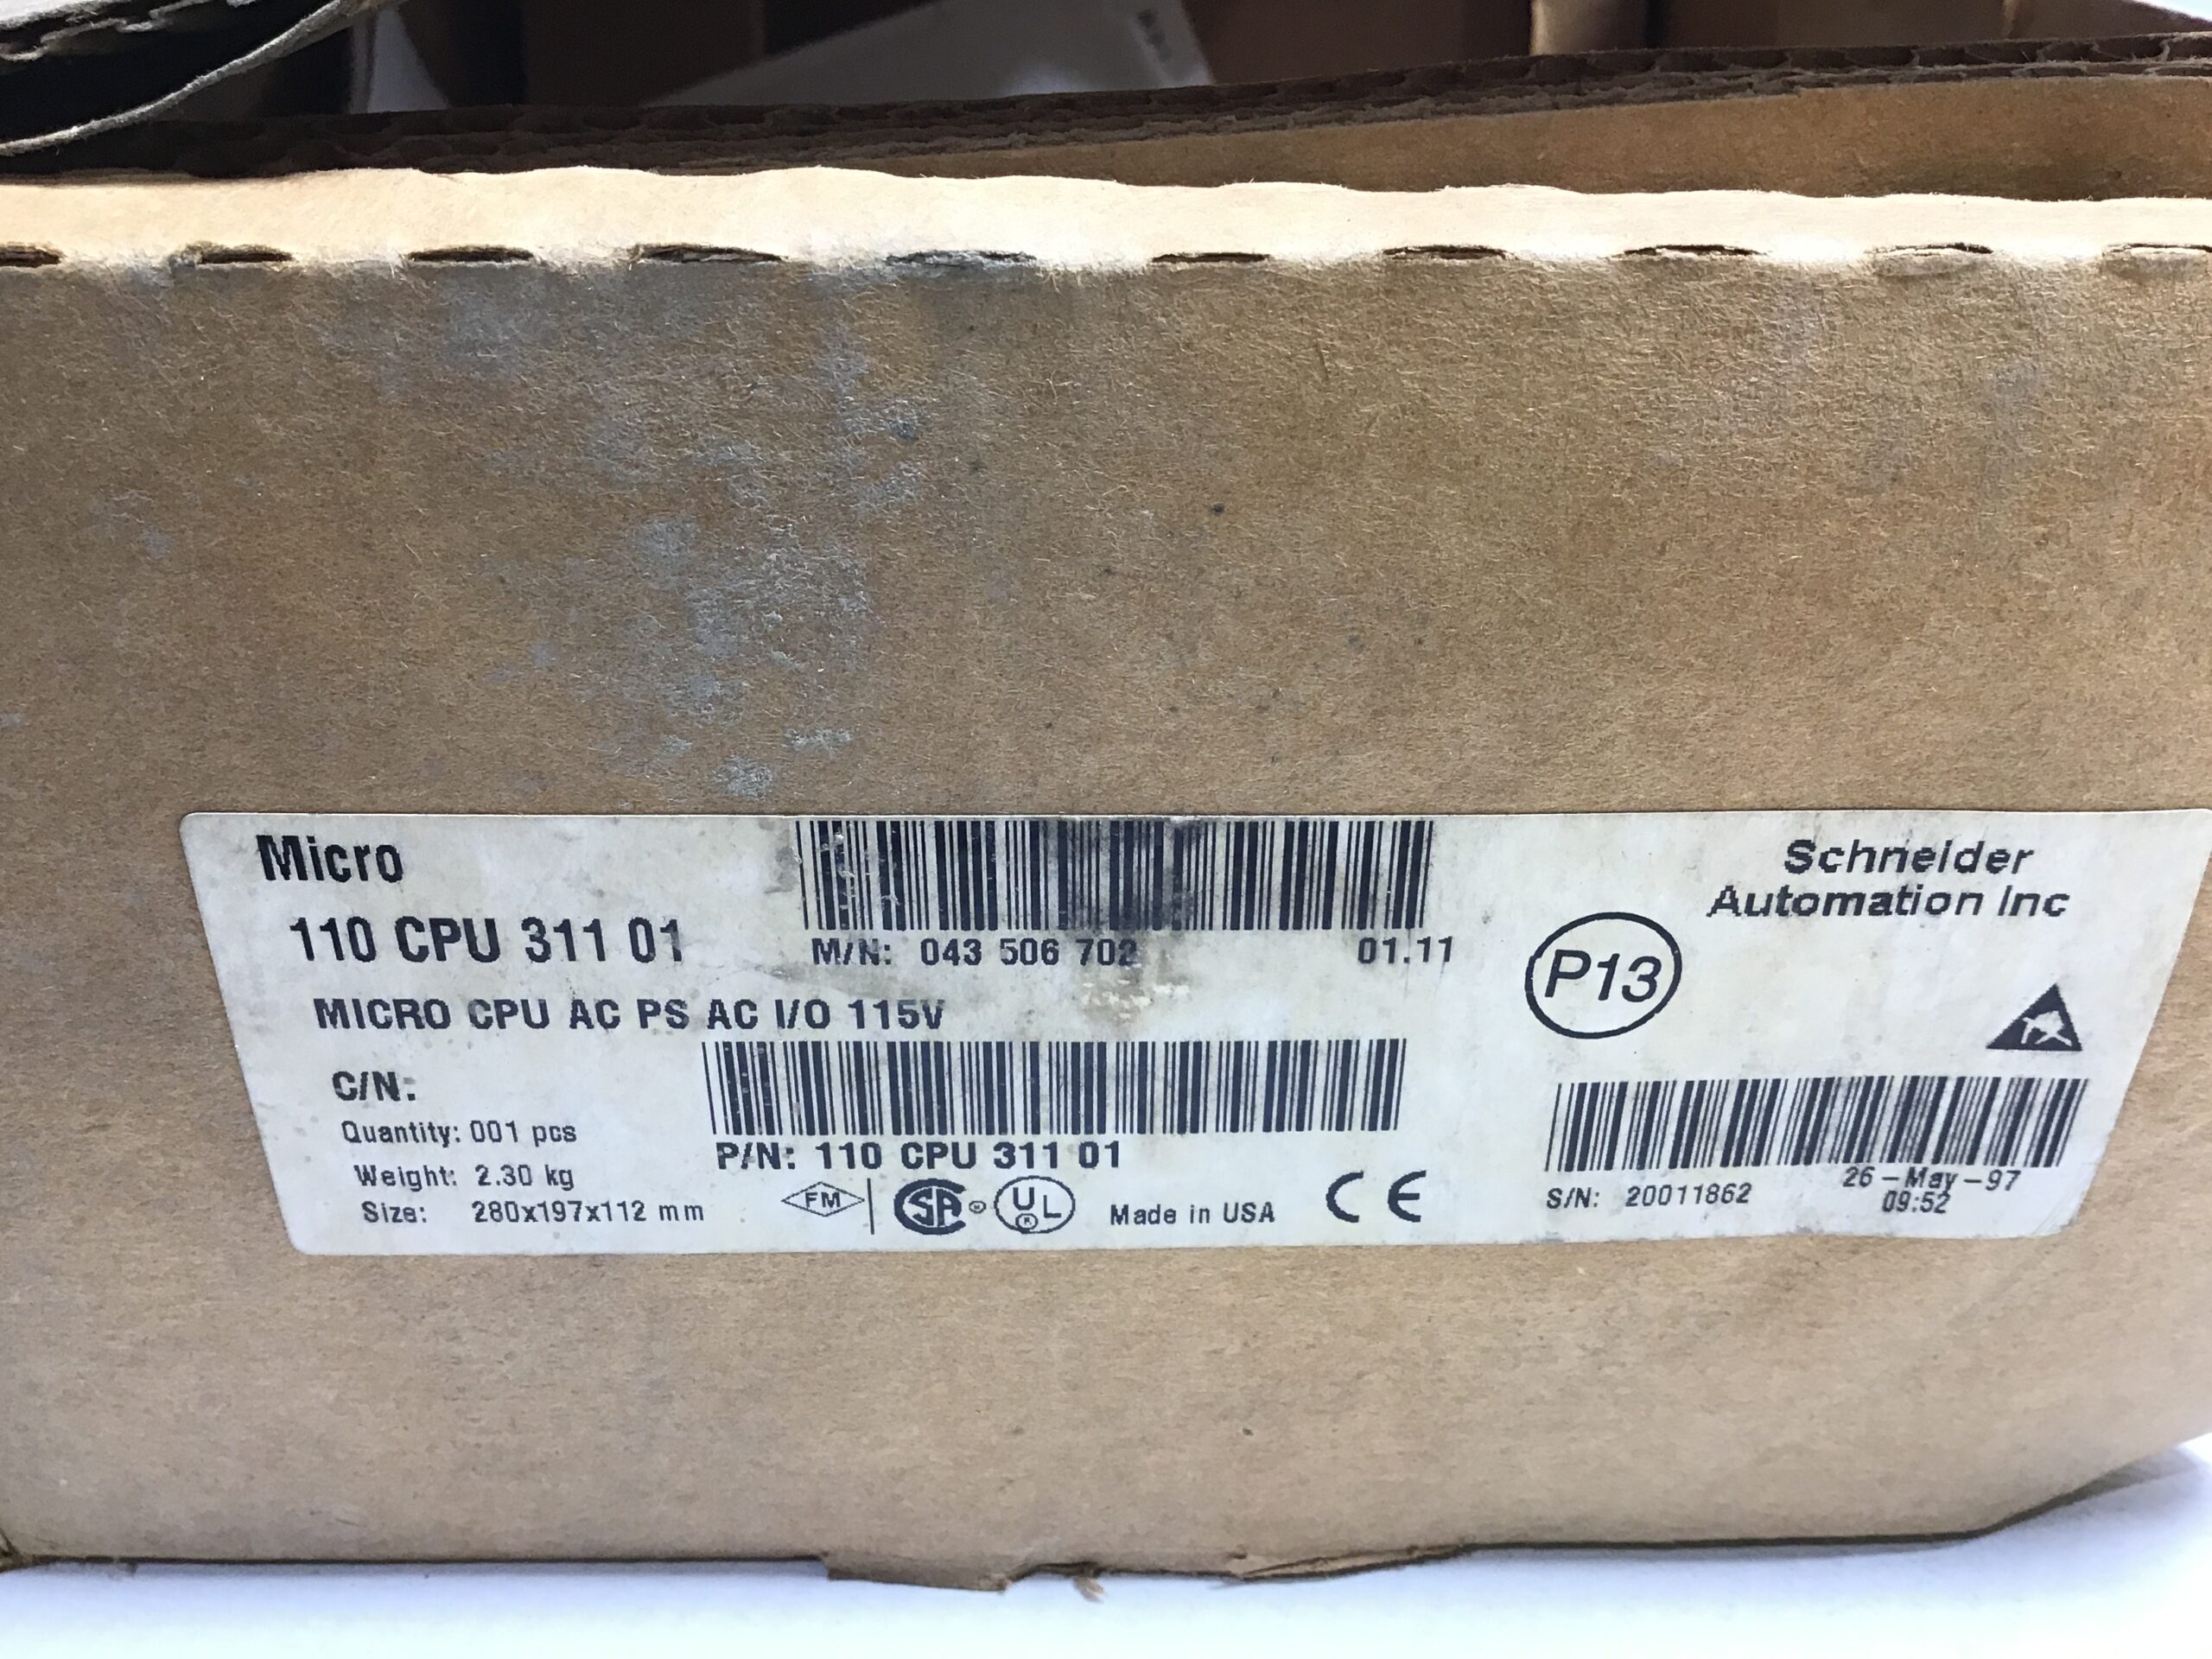 Micro
110 CPU 311 01
M/N: 043 506 702 01.11
MICRO CPU AC PS AC I/O 115V
C/N:
Quantity: 001 pcs
Weight: 2.30 kg
Size: 280x197x112 mm
P/N: 110 CPU 311 01
FM SA ® UL ® Made in USA CE
Schneider
Automation Inc
P13
S/N: 20011862
26-May-97
09:52